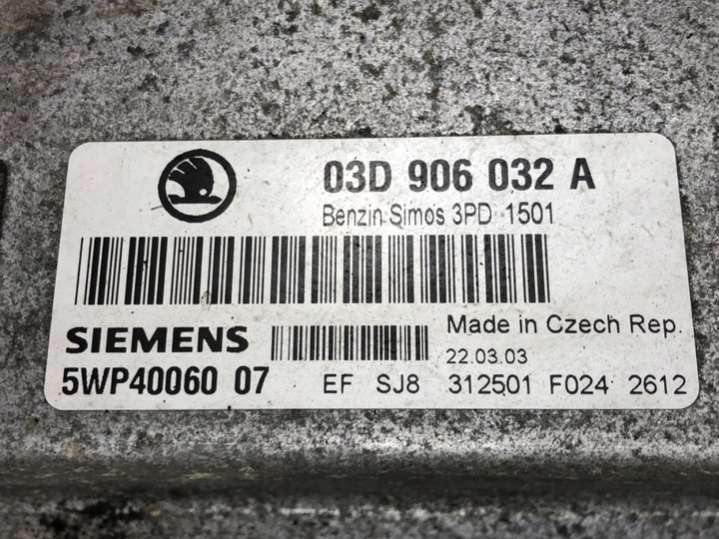 03D 906 032 A
Benzin Simos 3PD 1501
SIEMENS
Made in Czech Rep.
22.03.03
5WP40060 07 EF SJ8 312501 F024 2612